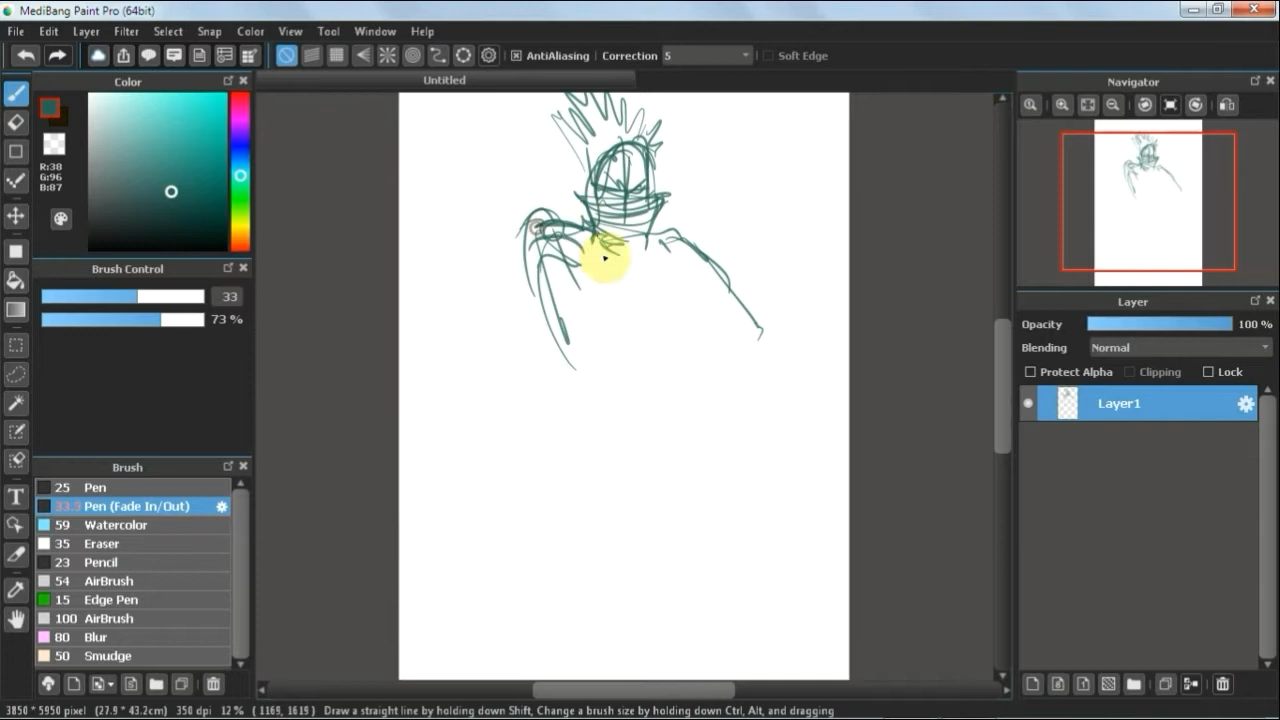 MediBang Paint Pro (64bit)
File Edit Layer Filter Select Snap Color View Tool Window Help
AntiAliasing Correction 5 Soft Edge
Color
Untitled
Navigator
R:38
G:96
B:87
Brush Control
33
73 %
Layer
Opacity 100 %
Blending Normal
Protect Alpha Clipping Lock
Layer1
Brush
25 Pen
Pen (Fade In/Out)
59 Watercolor
35 Eraser
23 Pencil
54 AirBrush
15 Edge Pen
100 AirBrush
80 Blur
50 Smudge
3850 * 5950 pixel (27.9 * 43.2cm) 350 dpi 12 % ( 1169, 1619 ) Draw a straight line by holding down Shift, Change a brush size by holding down Ctrl, Alt, and dragging